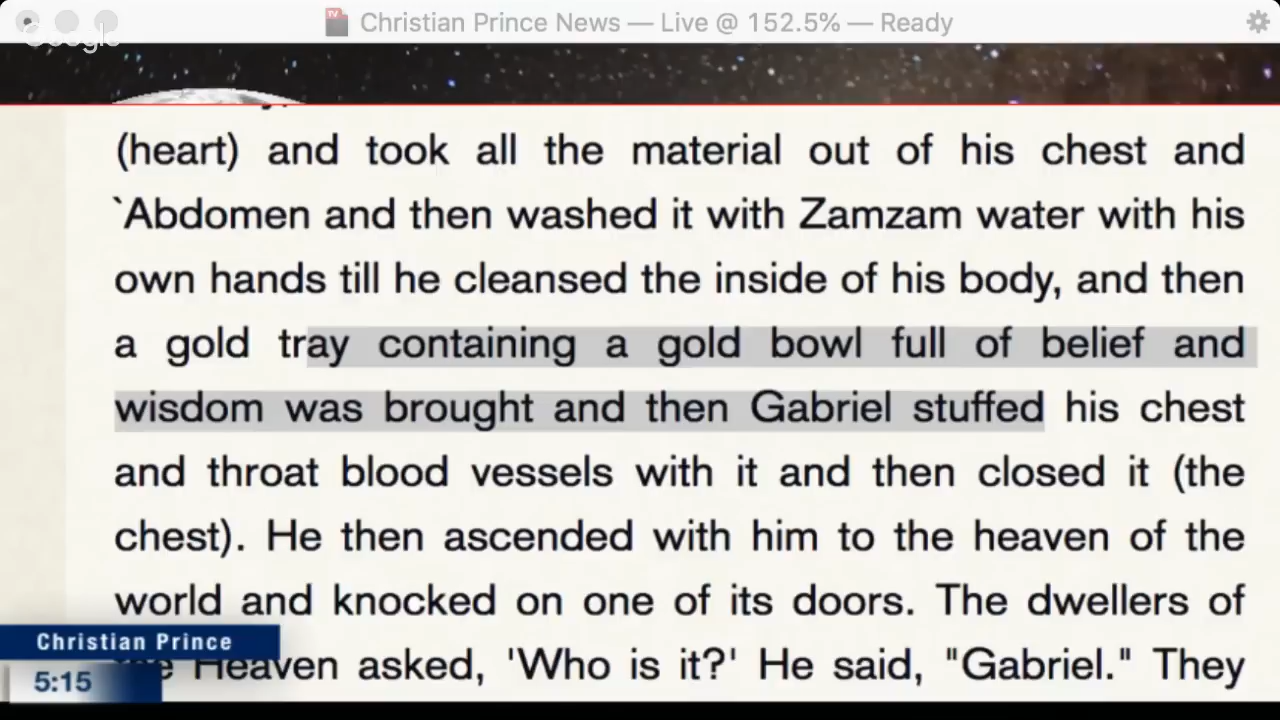 Christian Prince News — Live @ 152.5% — Ready
Google
(heart) and took all the material out of his chest and
`Abdomen and then washed it with Zamzam water with his
own hands till he cleansed the inside of his body, and then
a gold tray containing a gold bowl full of belief and
wisdom was brought and then Gabriel stuffed his chest
and throat blood vessels with it and then closed it (the
chest). He then ascended with him to the heaven of the
world and knocked on one of its doors. The dwellers of
Heaven asked, 'Who is it?' He said, "Gabriel." They
Christian Prince
5:15